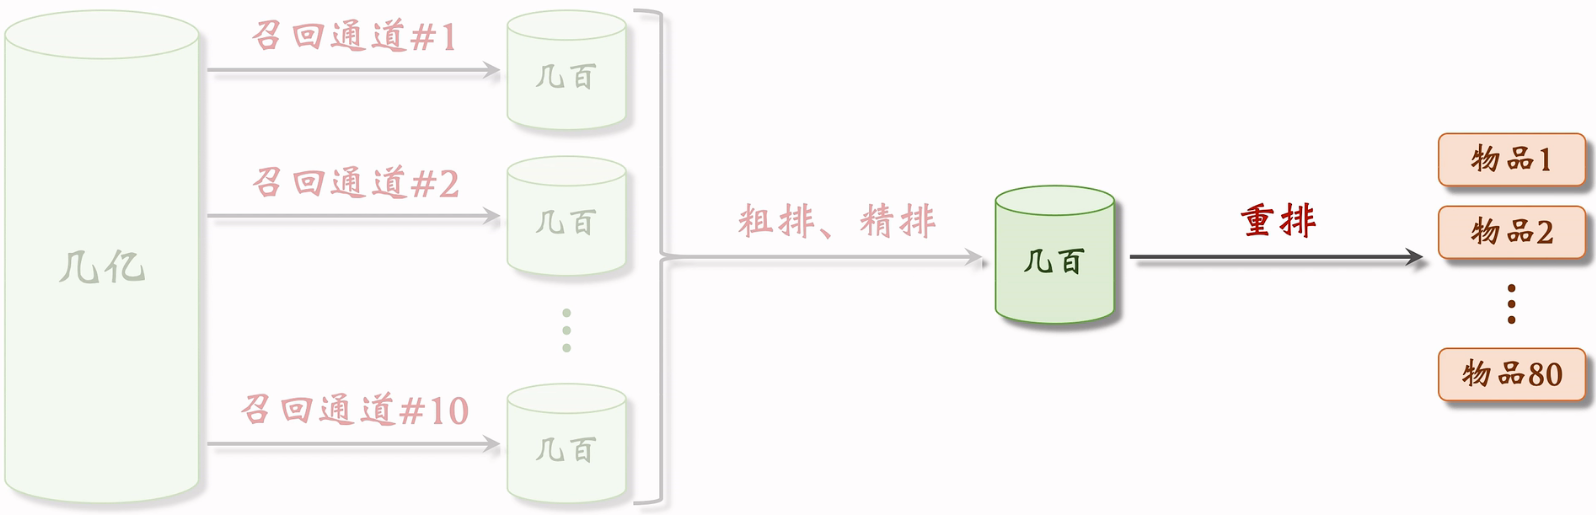 几亿
召回通道#1
几百
召回通道#2
几百
召回通道#10
几百
粗排、精排
几百
重排
物品1
物品2
物品80